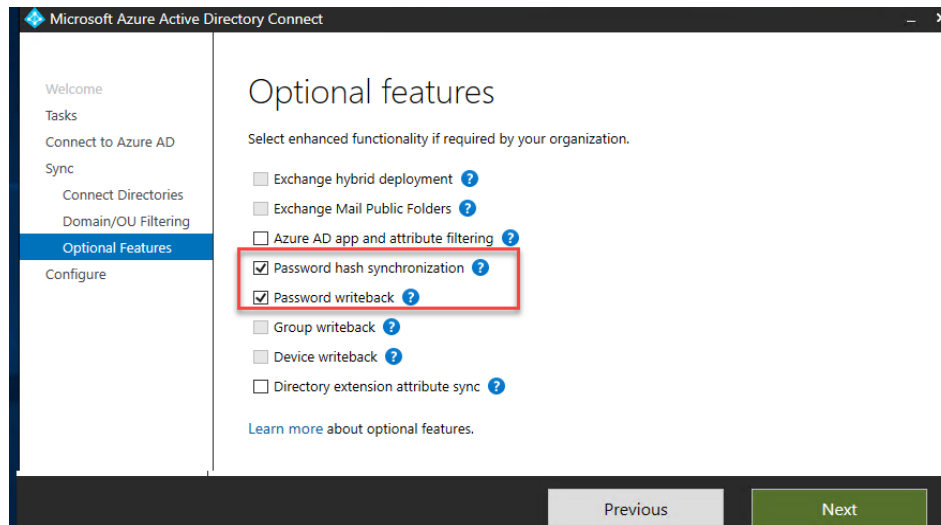 Microsoft Azure Active Directory Connect
Welcome
Tasks
Connect to Azure AD
Sync
Connect Directories
Domain/OU Filtering
Optional Features
Configure
Optional features
Select enhanced functionality if required by your organization.
Exchange hybrid deployment ?
Exchange Mail Public Folders ?
Azure AD app and attribute filtering ?
Password hash synchronization ?
Password writeback ?
Group writeback ?
Device writeback ?
Directory extension attribute sync ?
Learn more about optional features.
Previous
Next